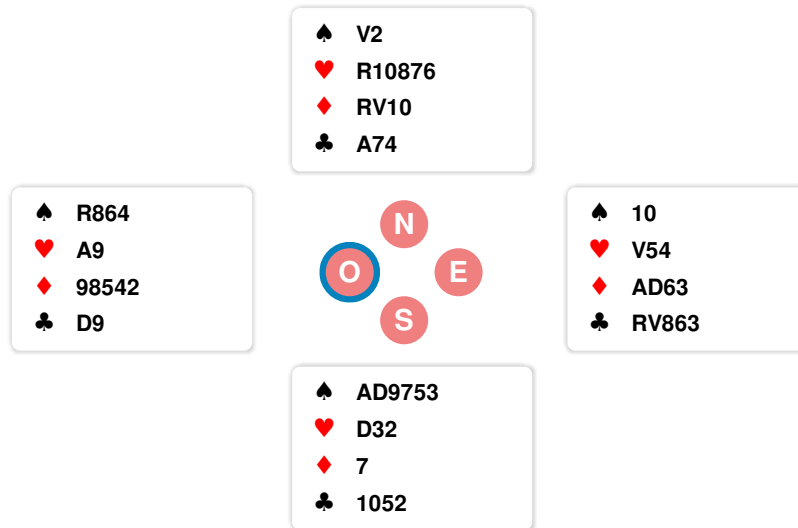 ♠ V2
♥ R10876
♦ RV10
♣ A74
♠ R864
♥ A9
♦ 98542
♣ D9
N
O
E
S
♠ 10
♥ V54
♦ AD63
♣ RV863
♠ AD9753
♥ D32
♦ 7
♣ 1052